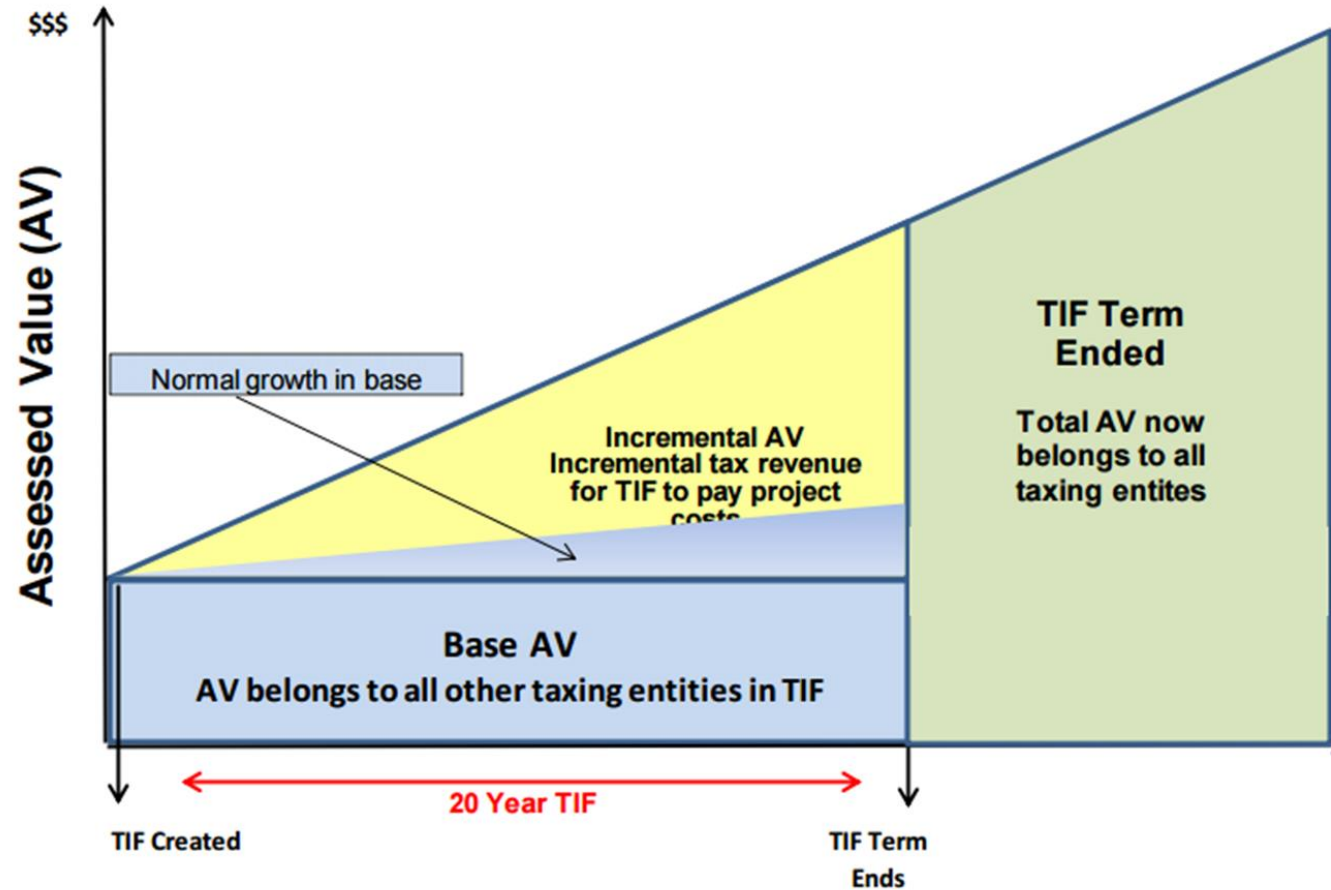 $$$
Assessed Value (AV)
Normal growth in base
Incremental AV
Incremental tax revenue
for TIF to pay project
costs
TIF Term
Ended
Total AV now
belongs to all
taxing entites
Base AV
AV belongs to all other taxing entities in TIF
20 Year TIF
TIF Created
TIF Term
Ends